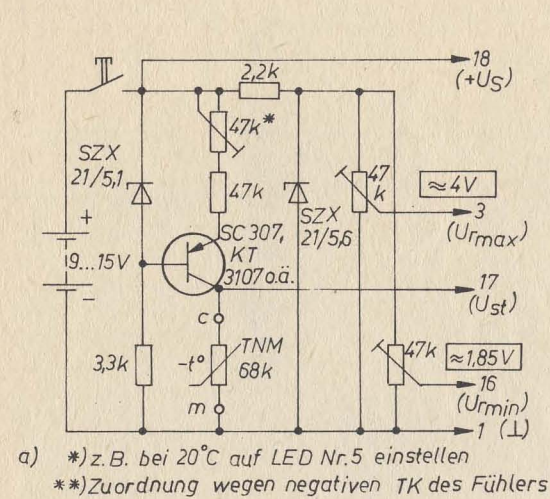 18
(+US)
2,2k
47k*
SZX
21/5,1
47k
47
k
≈4V
3
(Urmax)
SZX
21/5,6
SC 307,
KT
3107 o.ä.
+
9...15V
−
17
(Ust)
c
3,3k
-t°
TNM
68k
47k
≈1,85V
16
(Urmin)
m
1 (⊥)
a) *) z.B. bei 20°C auf LED Nr.5 einstellen
**) Zuordnung wegen negativen TK des Fühlers